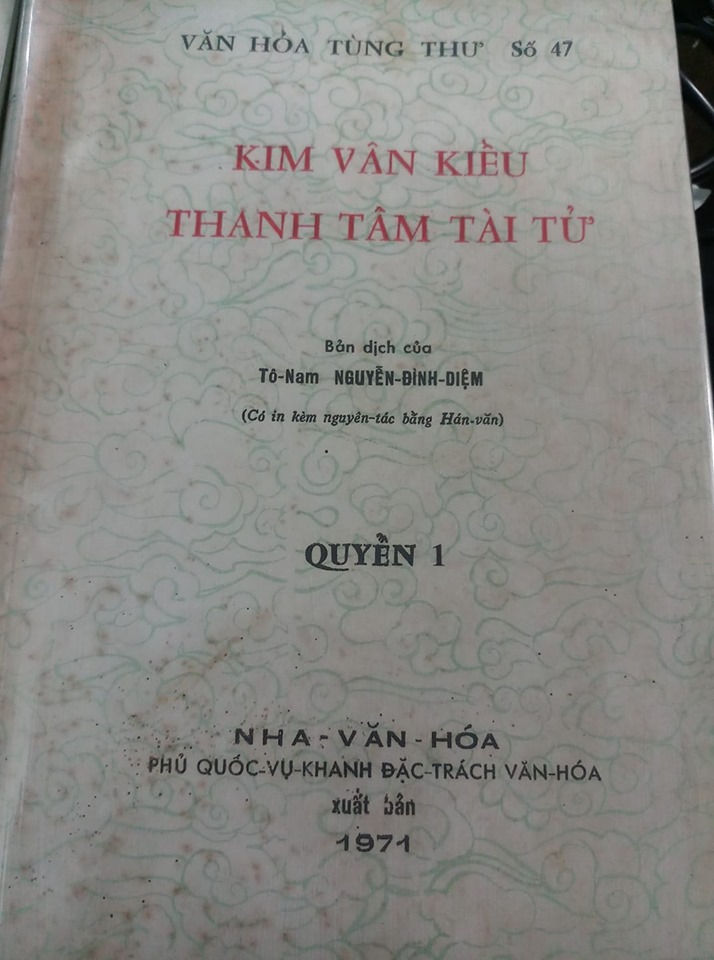 VĂN HÓA TÙNG THƯ Số 47
KIM VÂN KIỀU
THANH TÂM TÀI TỬ
Bản dịch của
Tô-Nam NGUYỄN-ĐÌNH-DIỆM
(Có in kèm nguyên-tác bằng Hán-văn)
QUYỂN 1
NHA-VĂN-HÓA
PHỦ QUỐC-VỤ-KHANH ĐẶC-TRÁCH VĂN-HÓA
xuất bản
1971